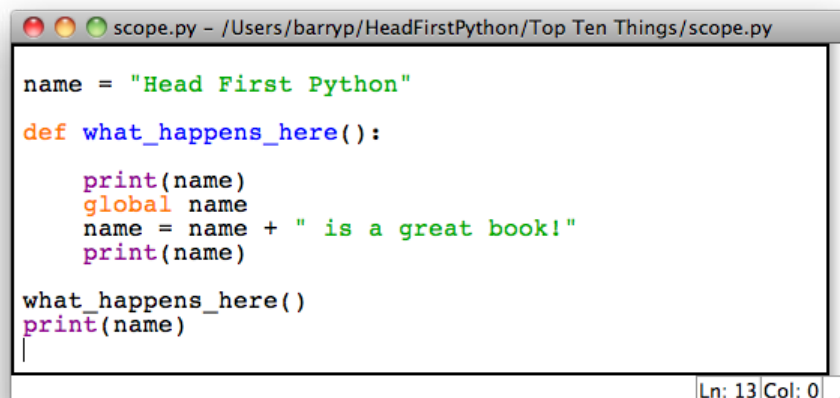 scope.py - /Users/barryp/HeadFirstPython/Top Ten Things/scope.py
name = "Head First Python"
def what_happens_here():
    print(name)
    global name
    name = name + " is a great book!"
    print(name)
what_happens_here()
print(name)
Ln: 13 Col: 0